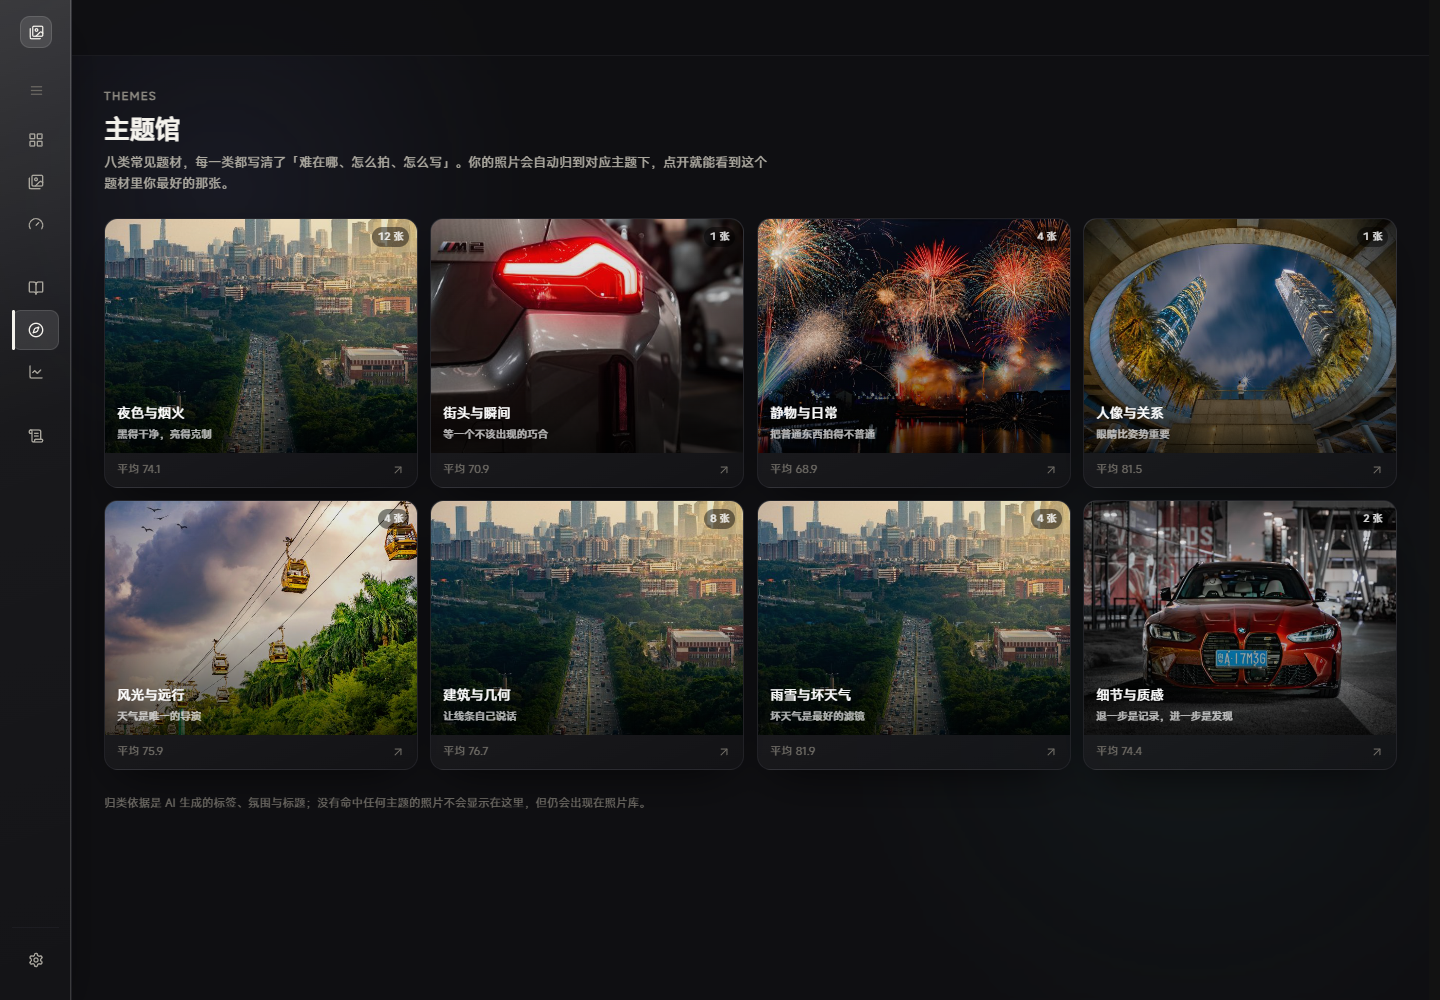 THEMES
主题馆
八类常见题材，每一类都写清了「难在哪、怎么拍、怎么写」。你的照片会自动归到对应主题下，点开就能看到这个
题材里你最好的那张。
12 张
夜色与烟火
黑得干净，亮得克制
平均 74.1
1 张
M2
街头与瞬间
等一个不该出现的巧合
平均 70.9
4 张
静物与日常
把普通东西拍得不普通
平均 68.9
1 张
人像与关系
眼睛比姿势重要
平均 81.5
4 张
风光与远行
天气是唯一的导演
平均 75.9
8 张
建筑与几何
让线条自己说话
平均 76.7
4 张
雨雪与坏天气
坏天气是最好的滤镜
平均 81.9
2 张
粤A 17M3G
细节与质感
退一步是记录，进一步是发现
平均 74.4
归类依据是 AI 生成的标签、氛围与标题；没有命中任何主题的照片不会显示在这里，但仍会出现在照片库。